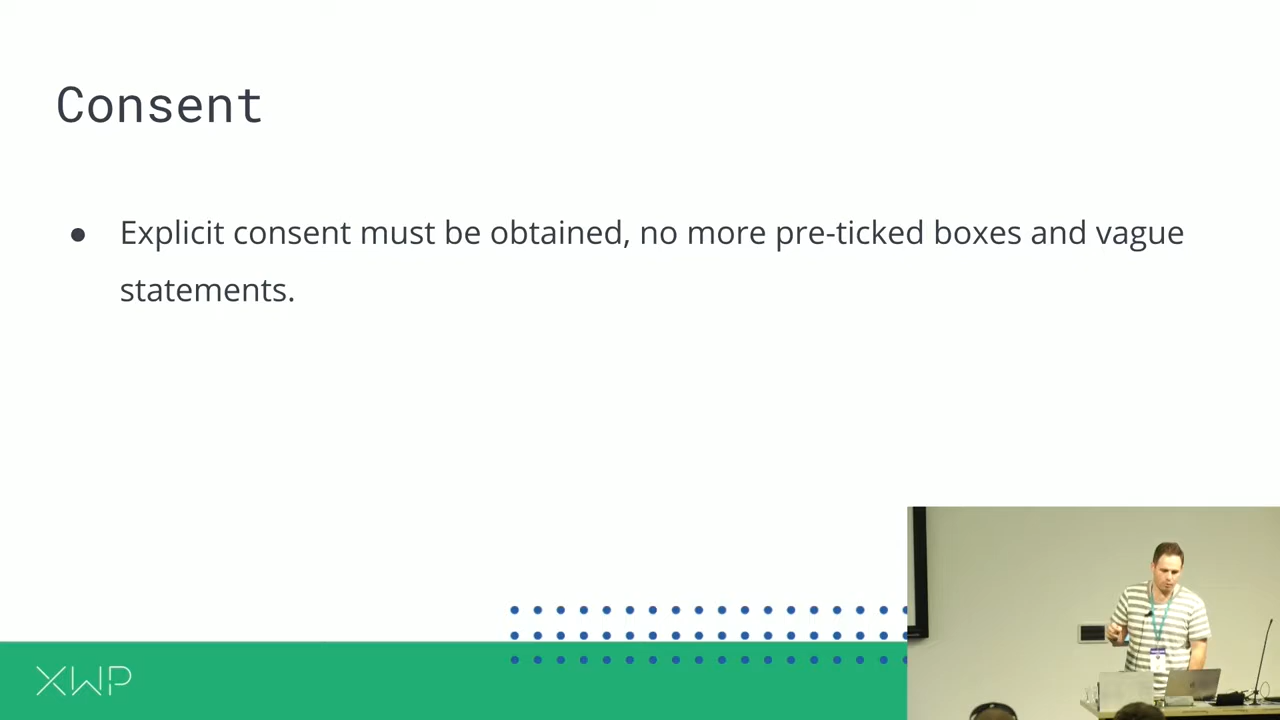 Consent
● Explicit consent must be obtained, no more pre-ticked boxes and vague
statements.
XWP